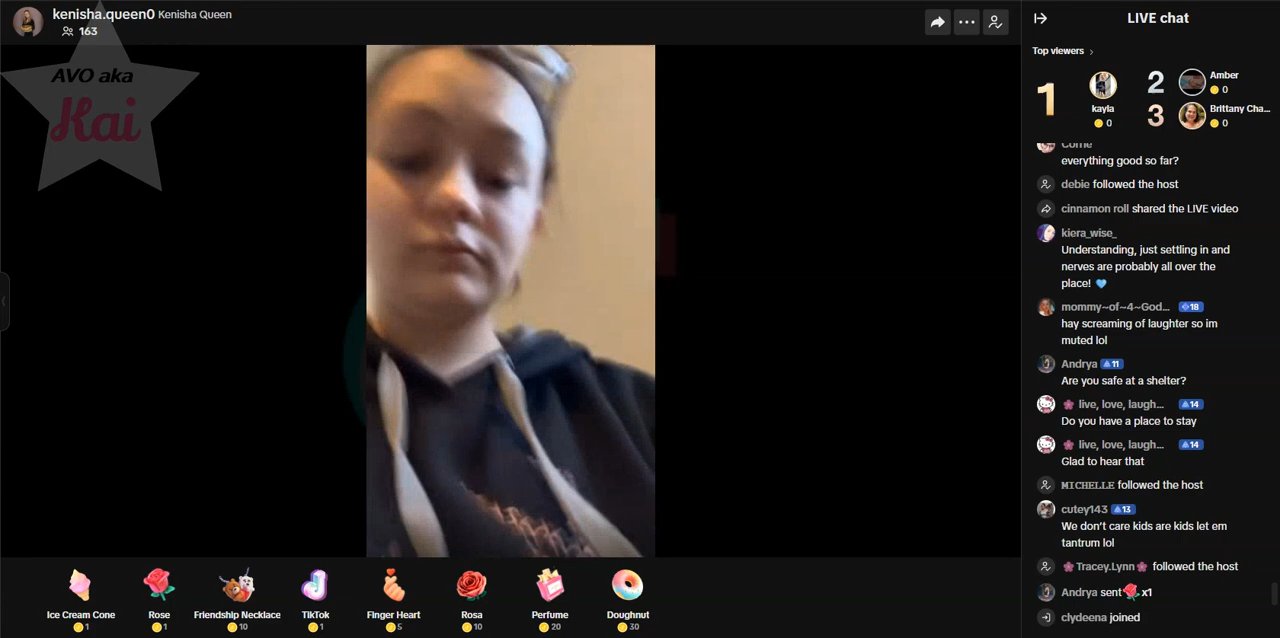 kenisha.queen0 Kenisha Queen
163
AVO aka
Kai
LIVE chat
Top viewers
1
kayla
0
2
Amber
0
3
Brittany Cha...
0
Come
everything good so far?
debie followed the host
cinnamon roll shared the LIVE video
kiera_wise_
Understanding, just settling in and
nerves are probably all over the
place! 🩵
mommy~of~4~God... 18
hay screaming of laughter so im
muted lol
Andrya 11
Are you safe at a shelter?
🌸 live, love, laugh... 14
Do you have a place to stay
🌸 live, love, laugh... 14
Glad to hear that
MICHELLE followed the host
cutey143 13
We don't care kids are kids let em
tantrum lol
🌸Tracey.Lynn🌸 followed the host
Andrya sent🌹x1
clydeena joined
Ice Cream Cone
1
Rose
1
Friendship Necklace
10
TikTok
1
Finger Heart
5
Rosa
10
Perfume
20
Doughnut
30